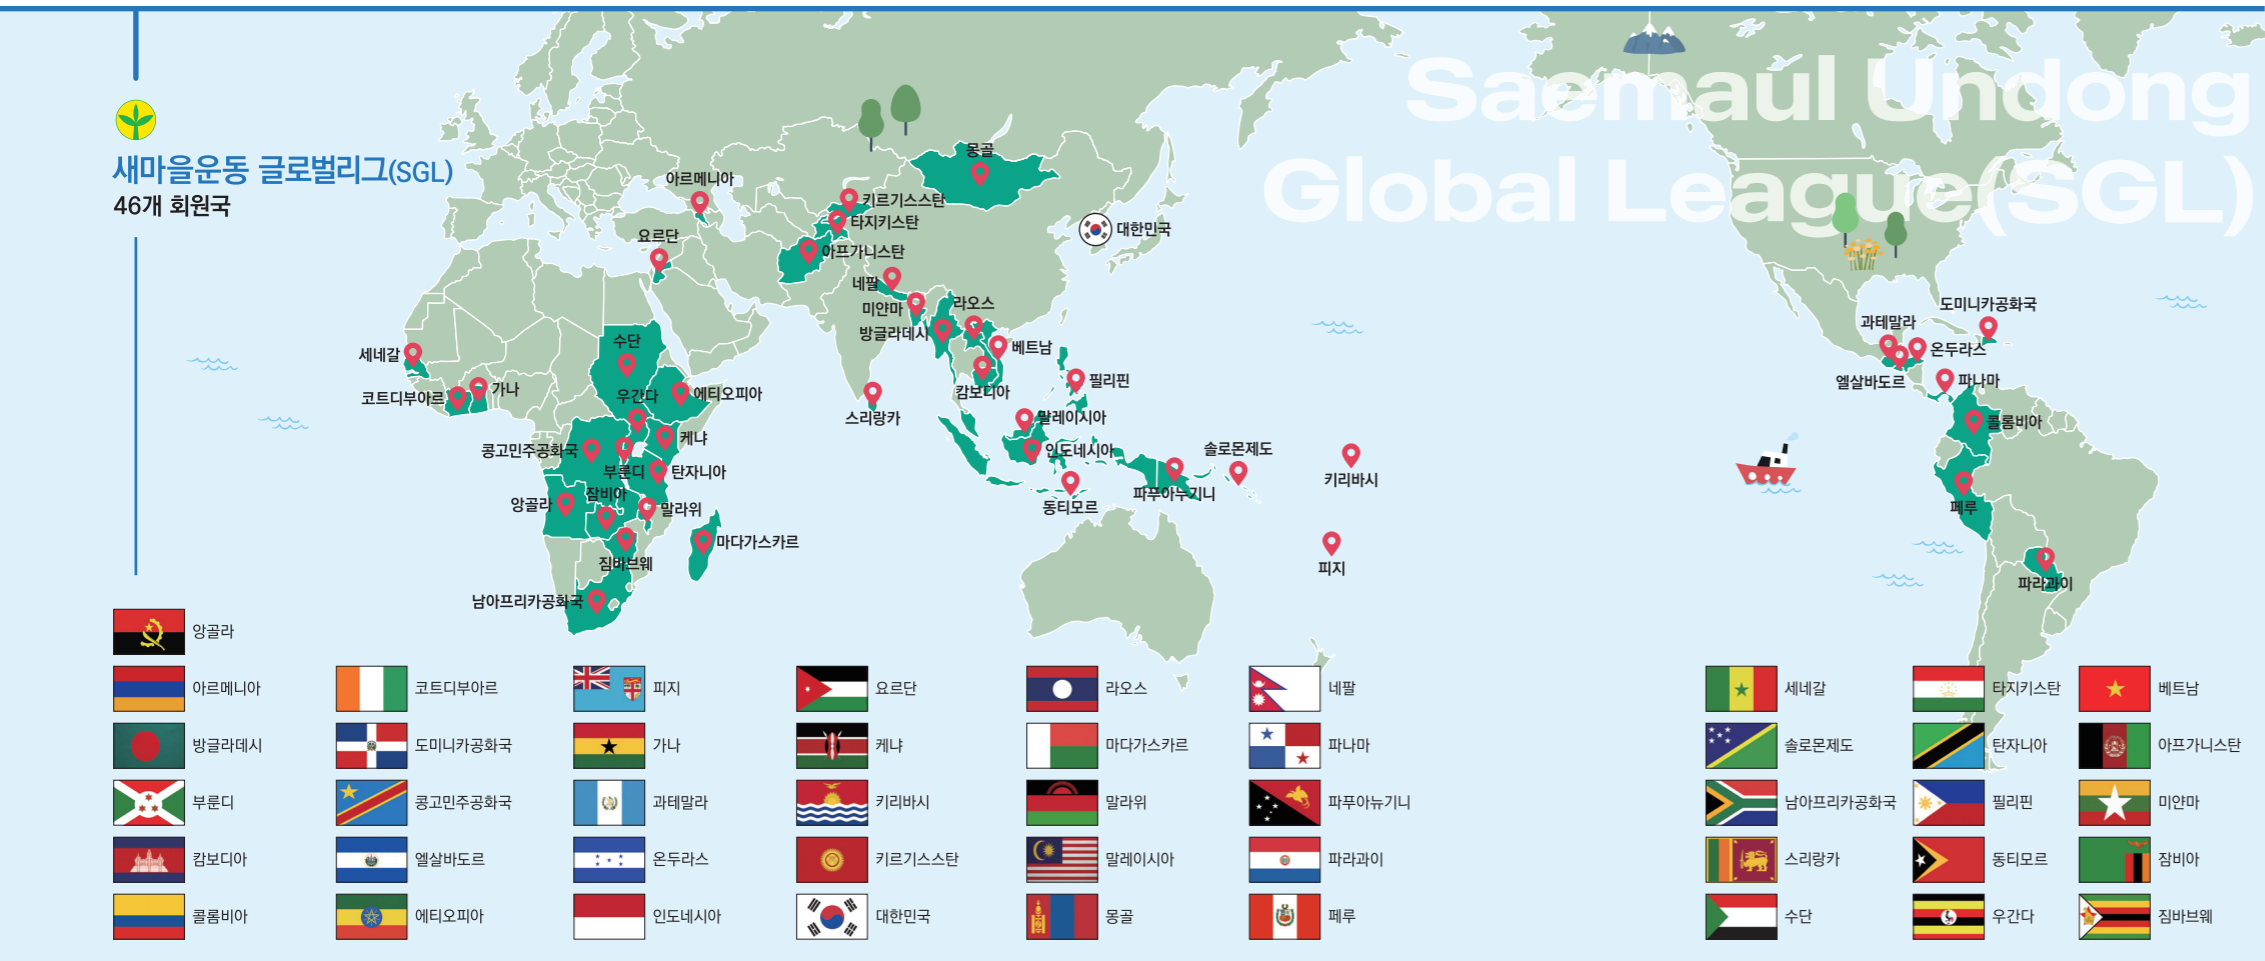 Saemaul Undong
Global League(SGL)
새마을운동 글로벌리그(SGL)
46개 회원국
몽골
아르메니아
키르기스스탄
타지키스탄
대한민국
요르단
아프가니스탄
네팔
미얀마
라오스
방글라데시
베트남
수단
세네갈
코트디부아르
가나
우간다
에티오피아
스리랑카
캄보디아
필리핀
말레이시아
콩고민주공화국
케냐
인도네시아
솔로몬제도
부룬디
탄자니아
키리바시
앙골라
잠비아
말라위
동티모르
파푸아뉴기니
마다가스카르
짐바브웨
피지
남아프리카공화국
도미니카공화국
과테말라
온두라스
엘살바도르
파나마
콜롬비아
페루
파라과이
앙골라
아르메니아
방글라데시
부룬디
캄보디아
콜롬비아
코트디부아르
도미니카공화국
콩고민주공화국
엘살바도르
에티오피아
피지
가나
과테말라
온두라스
인도네시아
요르단
케냐
키리바시
키르기스스탄
대한민국
라오스
마다가스카르
말라위
말레이시아
몽골
네팔
파나마
파푸아뉴기니
파라과이
페루
세네갈
솔로몬제도
남아프리카공화국
스리랑카
수단
타지키스탄
탄자니아
필리핀
동티모르
우간다
베트남
아프가니스탄
미얀마
잠비아
짐바브웨